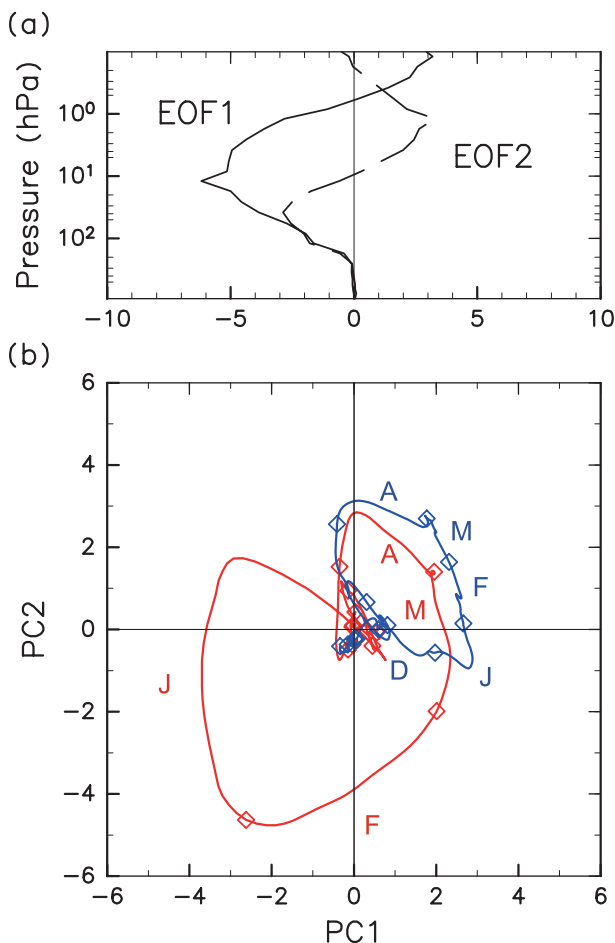 (a)
Pressure (hPa)
10⁰
10¹
10²
EOF1
EOF2
−10 −5 0 5 10
(b)
PC2
6
4
2
0
−2
−4
−6
A
M
A
F
M
D
J
J
F
−6 −4 −2 0 2 4 6
PC1